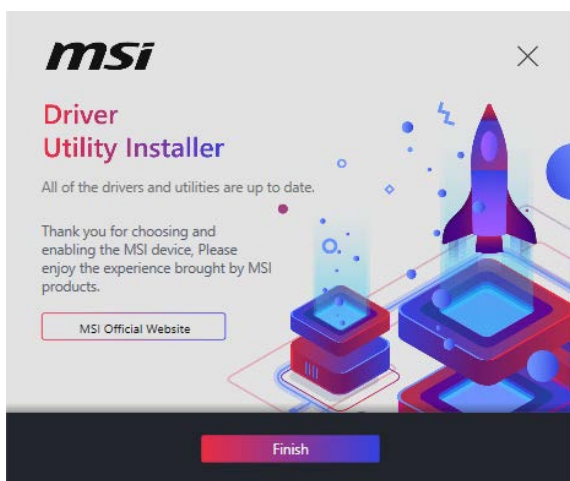 msi
Driver
Utility Installer
All of the drivers and utilities are up to date.
Thank you for choosing and
enabling the MSI device, Please
enjoy the experience brought by MSI
products.
MSI Official Website
Finish